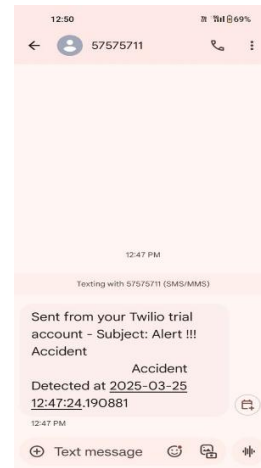 12:50
69%
57575711
12:47 PM
Texting with 57575711 (SMS/MMS)
Sent from your Twilio trial
account - Subject: Alert !!!
Accident
Accident
Detected at 2025-03-25
12:47:24.190881
12:47 PM
Text message